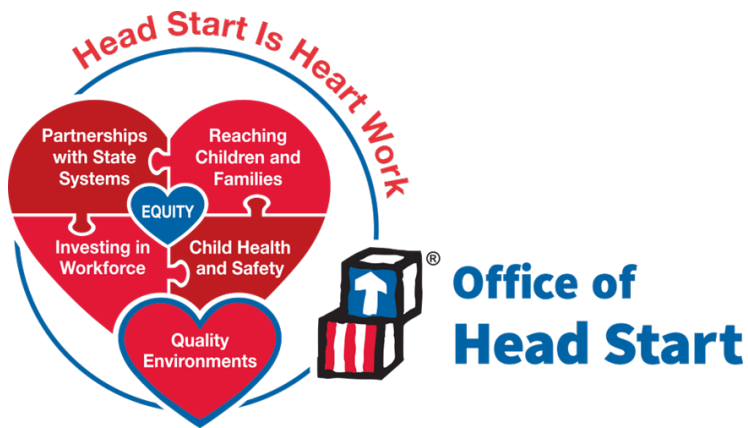 Head Start Is Heart Work
Partnerships
with State
Systems
Reaching
Children and
Families
EQUITY
Investing in
Workforce
Child Health
and Safety
Quality
Environments
®
Office of
Head Start